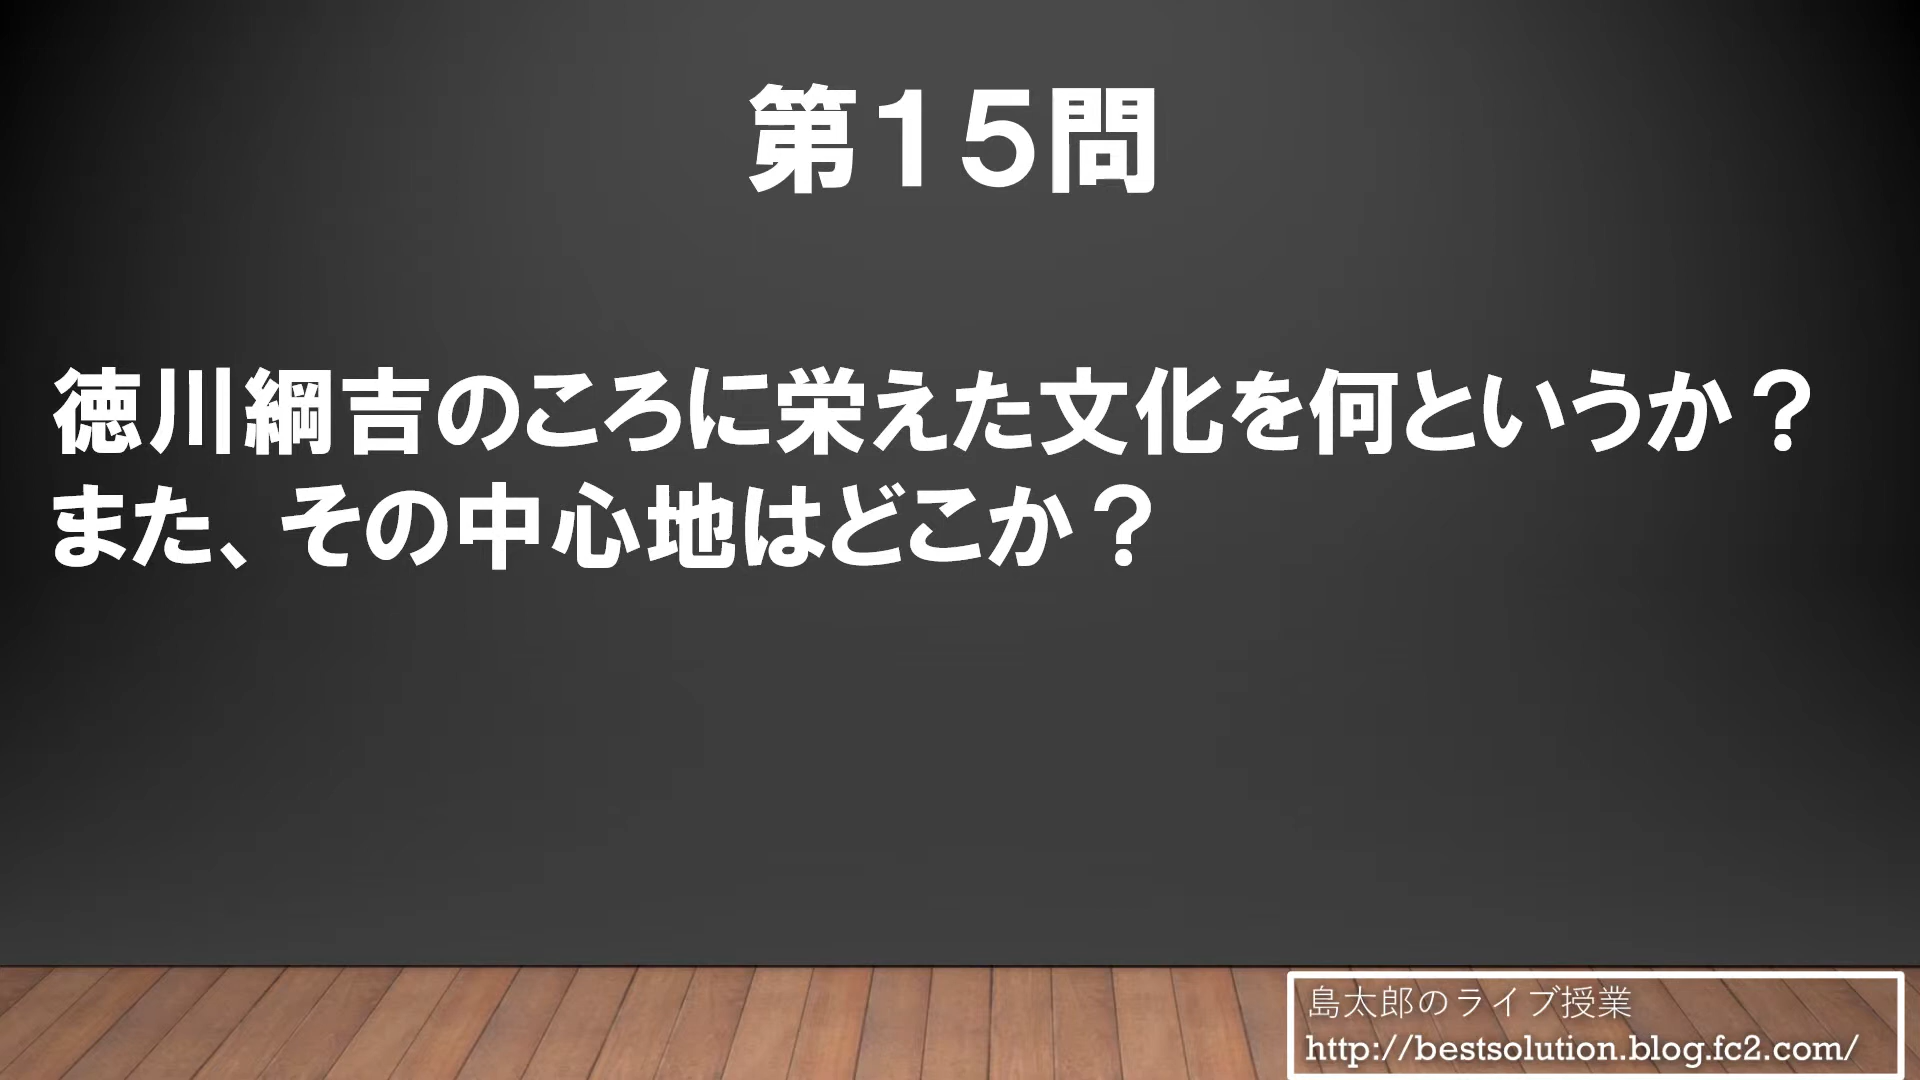 第１５問
徳川綱吉のころに栄えた文化を何というか？
また、その中心地はどこか？
島太郎のライブ授業
http://bestsolution.blog.fc2.com/